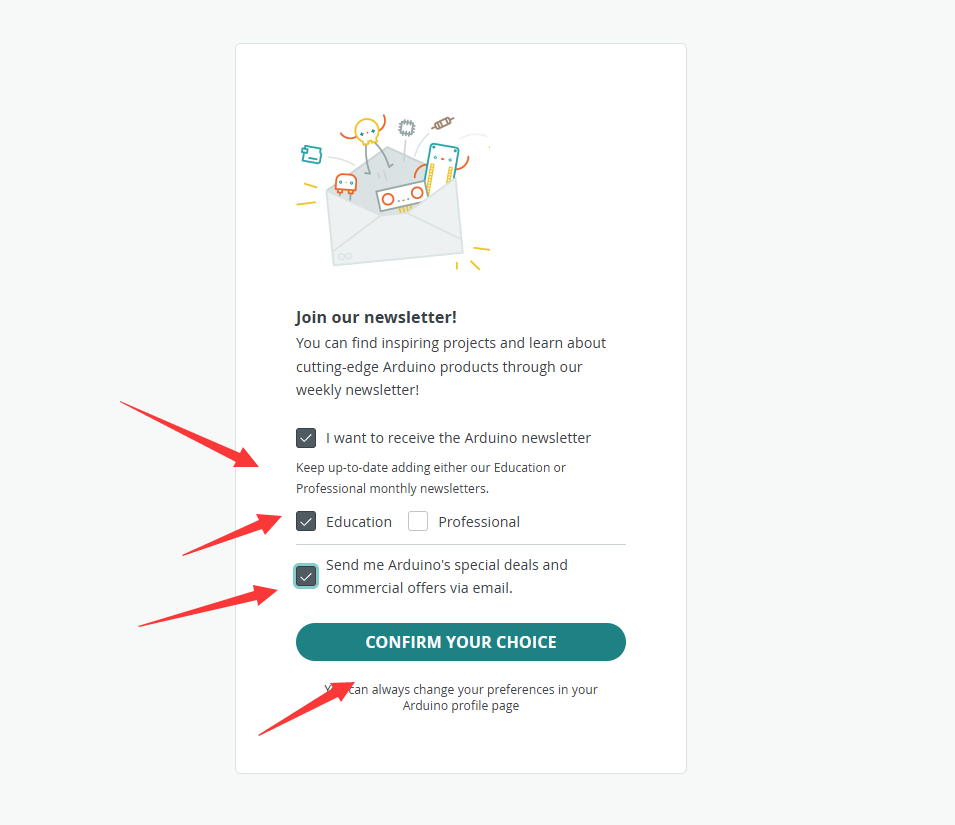 Join our newsletter!
You can find inspiring projects and learn about
cutting-edge Arduino products through our
weekly newsletter!
I want to receive the Arduino newsletter
Keep up-to-date adding either our Education or
Professional monthly newsletters.
Education Professional
Send me Arduino's special deals and
commercial offers via email.
CONFIRM YOUR CHOICE
can always change your preferences in your
Arduino profile page